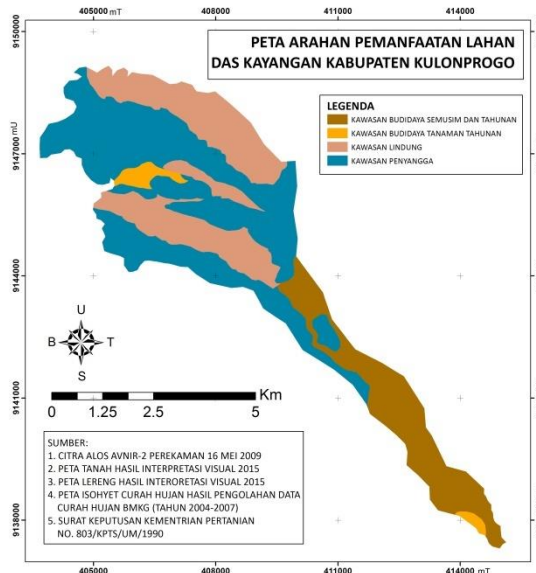 405000 mT
408000
411000
414000
9150000
9147000
mU
9144000
9141000
9138000
PETA ARAHAN PEMANFAATAN LAHAN
DAS KAYANGAN KABUPATEN KULONPROGO
LEGENDA
KAWASAN BUDIDAYA SEMUSIM DAN TAHUNAN
KAWASAN BUDIDAYA TANAMAN TAHUNAN
KAWASAN LINDUNG
KAWASAN PENYANGGA
U
B T
S
Km
0 1.25 2.5 5
SUMBER:
1. CITRA ALOS AVNIR-2 PEREKAMAN 16 MEI 2009
2. PETA TANAH HASIL INTERPRETASI VISUAL 2015
3. PETA LERENG HASIL INTERORETASI VISUAL 2015
4. PETA ISOHYET CURAH HUJAN HASIL PENGOLAHAN DATA
CURAH HUJAN BMKG (TAHUN 2004-2007)
5. SURAT KEPUTUSAN KEMENTRIAN PERTANIAN
NO. 803/KPTS/UM/1990
405000
408000
411000
414000